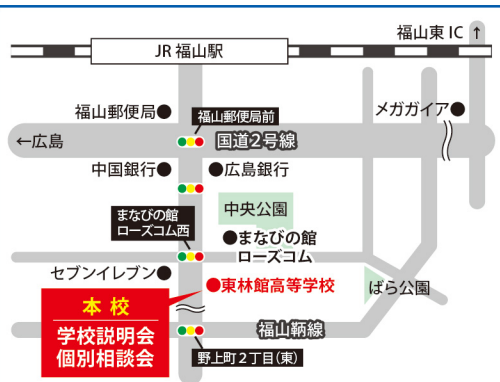 福山東 IC ↑
JR 福山駅
福山郵便局●
福山郵便局前
メガガイア●
←広島
国道2号線
中国銀行●
●広島銀行
中央公園
まなびの館
ローズコム西
●まなびの館
ローズコム
セブンイレブン●
●東林館高等学校
ばら公園
本 校
学校説明会
個別相談会
福山鞆線
野上町2丁目(東)